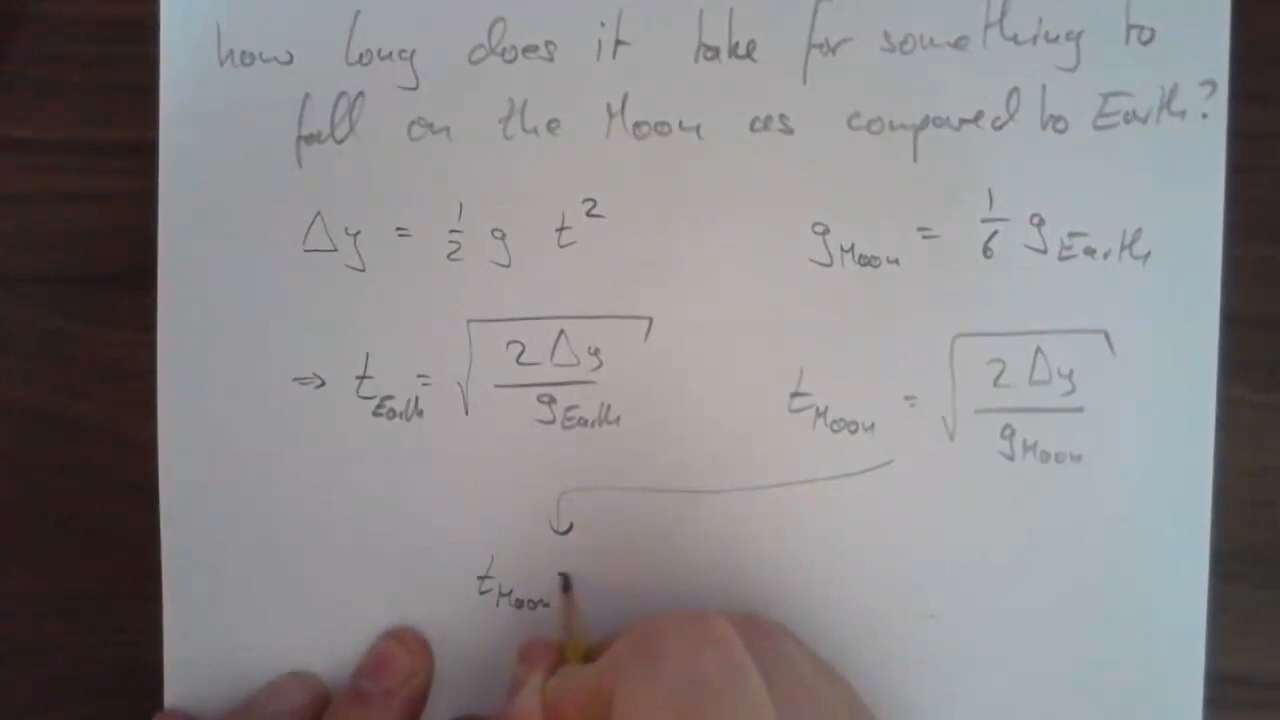 how long does it take for something to
fall on the Moon as compared to Earth?
Δy = 1/2 g t² g_Moon = 1/6 g_Earth
⇒ t_Earth = √(2Δy / g_Earth) t_Moon = √(2Δy / g_Moon)
t_Moon